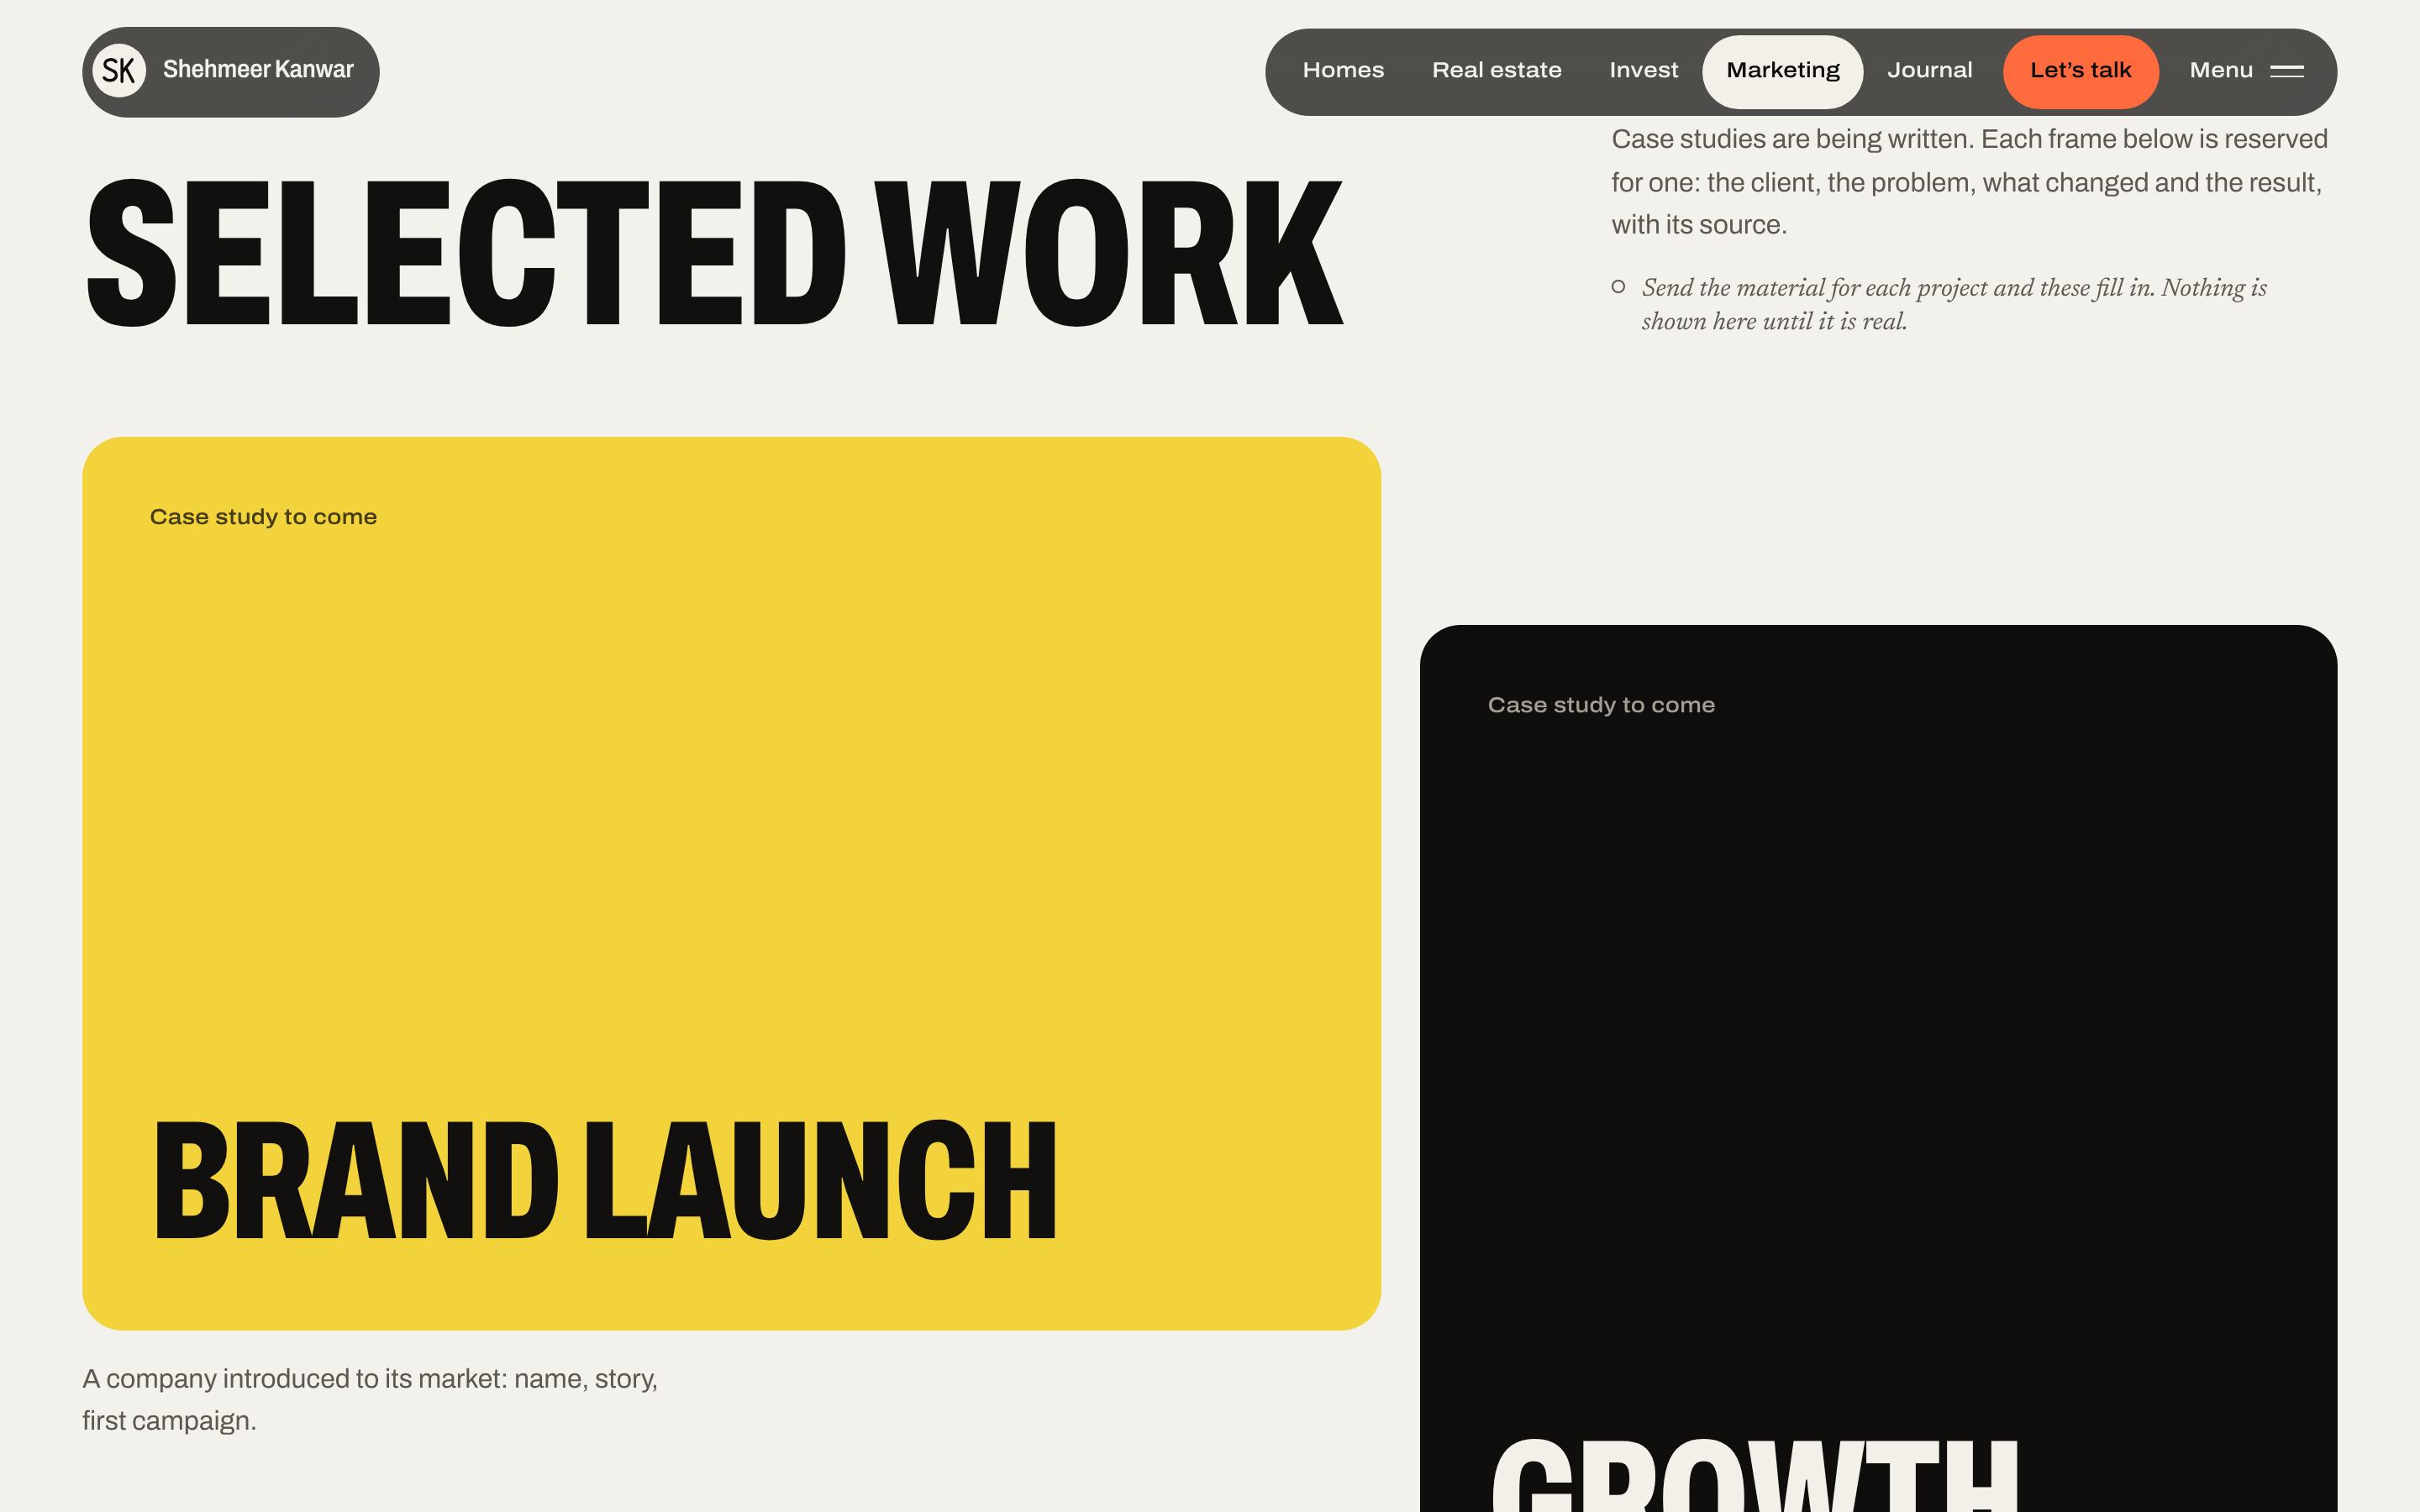 SK Shehmeer Kanwar
Homes Real estate Invest Marketing Journal Let’s talk Menu
SELECTED WORK
Case studies are being written. Each frame below is reserved
for one: the client, the problem, what changed and the result,
with its source.
Send the material for each project and these fill in. Nothing is
shown here until it is real.
Case study to come
BRAND LAUNCH
A company introduced to its market: name, story,
first campaign.
Case study to come
GROWTH